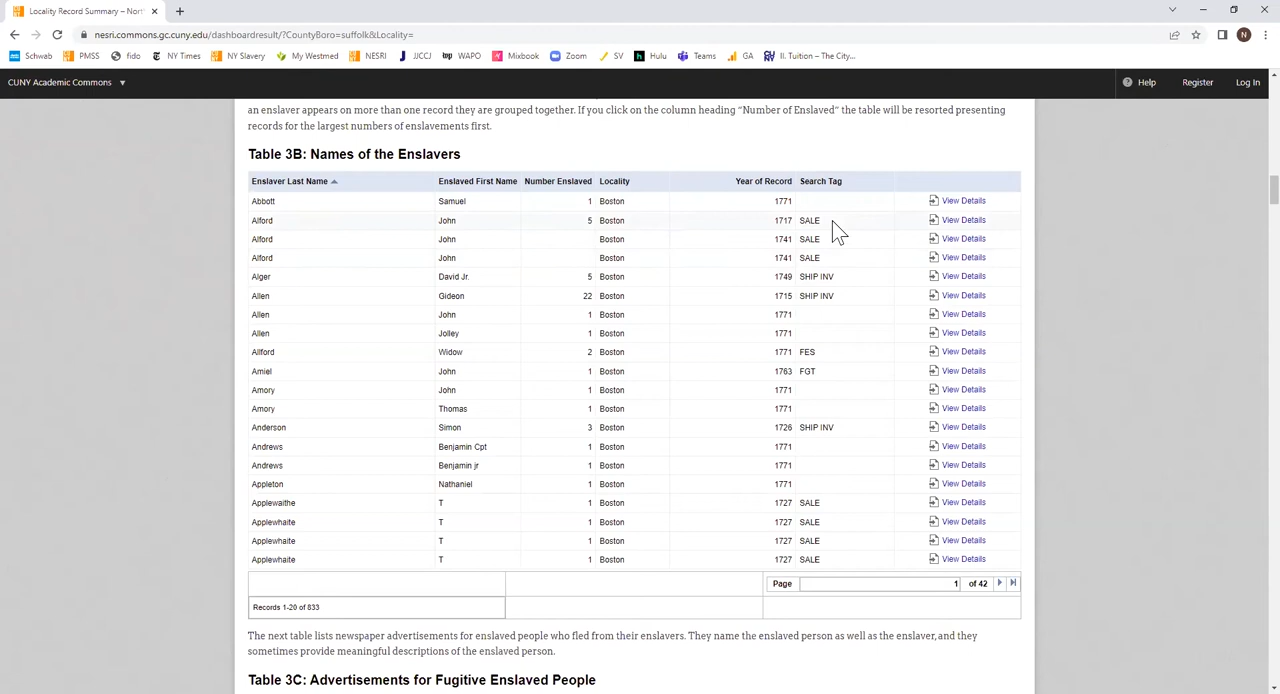 Locality Record Summary – Nort
nesri.commons.gc.cuny.edu/dashboardresult/?CountyBoro=suffolk&Locality=
N
Schwab PMSS fido NY Times NY Slavery My Westmed NESRI JJCCJ WAPO Mixbook Zoom SV Hulu Teams GA II. Tuition – The City...
CUNY Academic Commons Help Register Log In
an enslaver appears on more than one record they are grouped together. If you click on the column heading “Number of Enslaved” the table will be resorted presenting
records for the largest numbers of enslavements first.
Table 3B: Names of the Enslavers
Enslaver Last Name Enslaved First Name Number Enslaved Locality Year of Record Search Tag
Abbott Samuel 1 Boston 1771 View Details
Alford John 5 Boston 1717 SALE View Details
Alford John Boston 1741 SALE View Details
Alford John Boston 1741 SALE View Details
Alger David Jr. 5 Boston 1749 SHIP INV View Details
Allen Gideon 22 Boston 1715 SHIP INV View Details
Allen John 1 Boston 1771 View Details
Allen Jolley 1 Boston 1771 View Details
Allford Widow 2 Boston 1771 FES View Details
Amiel John 1 Boston 1763 FGT View Details
Amory John 1 Boston 1771 View Details
Amory Thomas 1 Boston 1771 View Details
Anderson Simon 3 Boston 1726 SHIP INV View Details
Andrews Benjamin Cpt 1 Boston 1771 View Details
Andrews Benjamin jr 1 Boston 1771 View Details
Appleton Nathaniel 1 Boston 1771 View Details
Applewaithe T 1 Boston 1727 SALE View Details
Applewhaite T 1 Boston 1727 SALE View Details
Applewhaite T 1 Boston 1727 SALE View Details
Applewhaite T 1 Boston 1727 SALE View Details
Page 1 of 42
Records 1-20 of 833
The next table lists newspaper advertisements for enslaved people who fled from their enslavers. They name the enslaved person as well as the enslaver, and they
sometimes provide meaningful descriptions of the enslaved person.
Table 3C: Advertisements for Fugitive Enslaved People